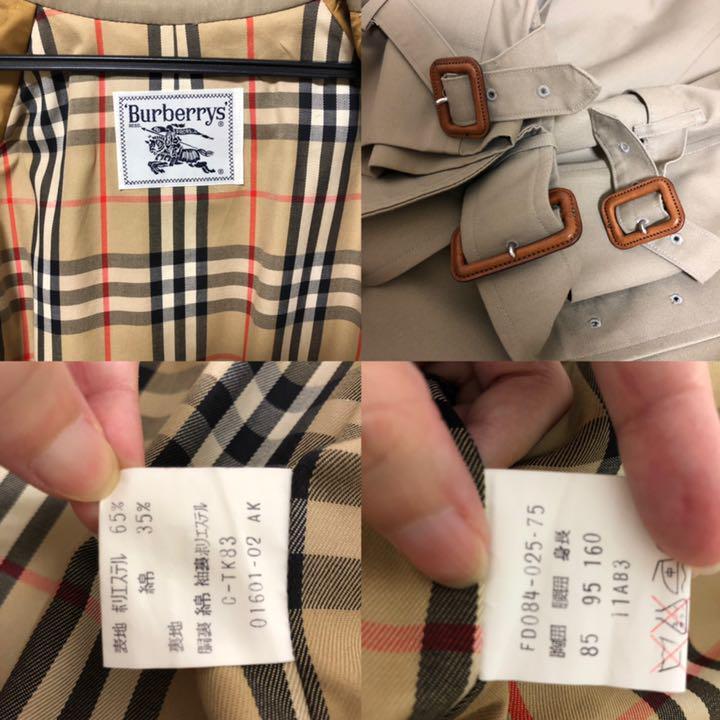 'Burberrys'
®
®
表地 ポリエステル 65%
綿 35%
裏地
胴裏 綿 袖裏 ポリエステル
C-TK83
01601-02 AK
FD084-025-75
胸囲 身長
85 95 160
11AB3
中